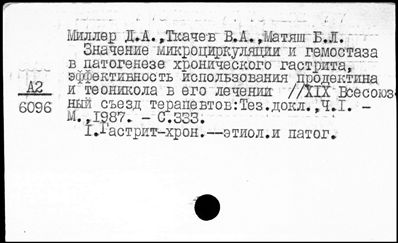 Миллер Д.А.,Ткачев В.А.,Матяш Б.Л.
Значение микроциркуляции и гемостаза
в патогенезе хронического гастрита,
эффективность использования продектина
А2 и теоникола в его лечении //XIX Всесоюз-
6096 ный съезд терапевтов:Тез.докл.,Ч.I. -
М.,1987. - С.333.
I.Гастрит-хрон.--этиол.и патог.